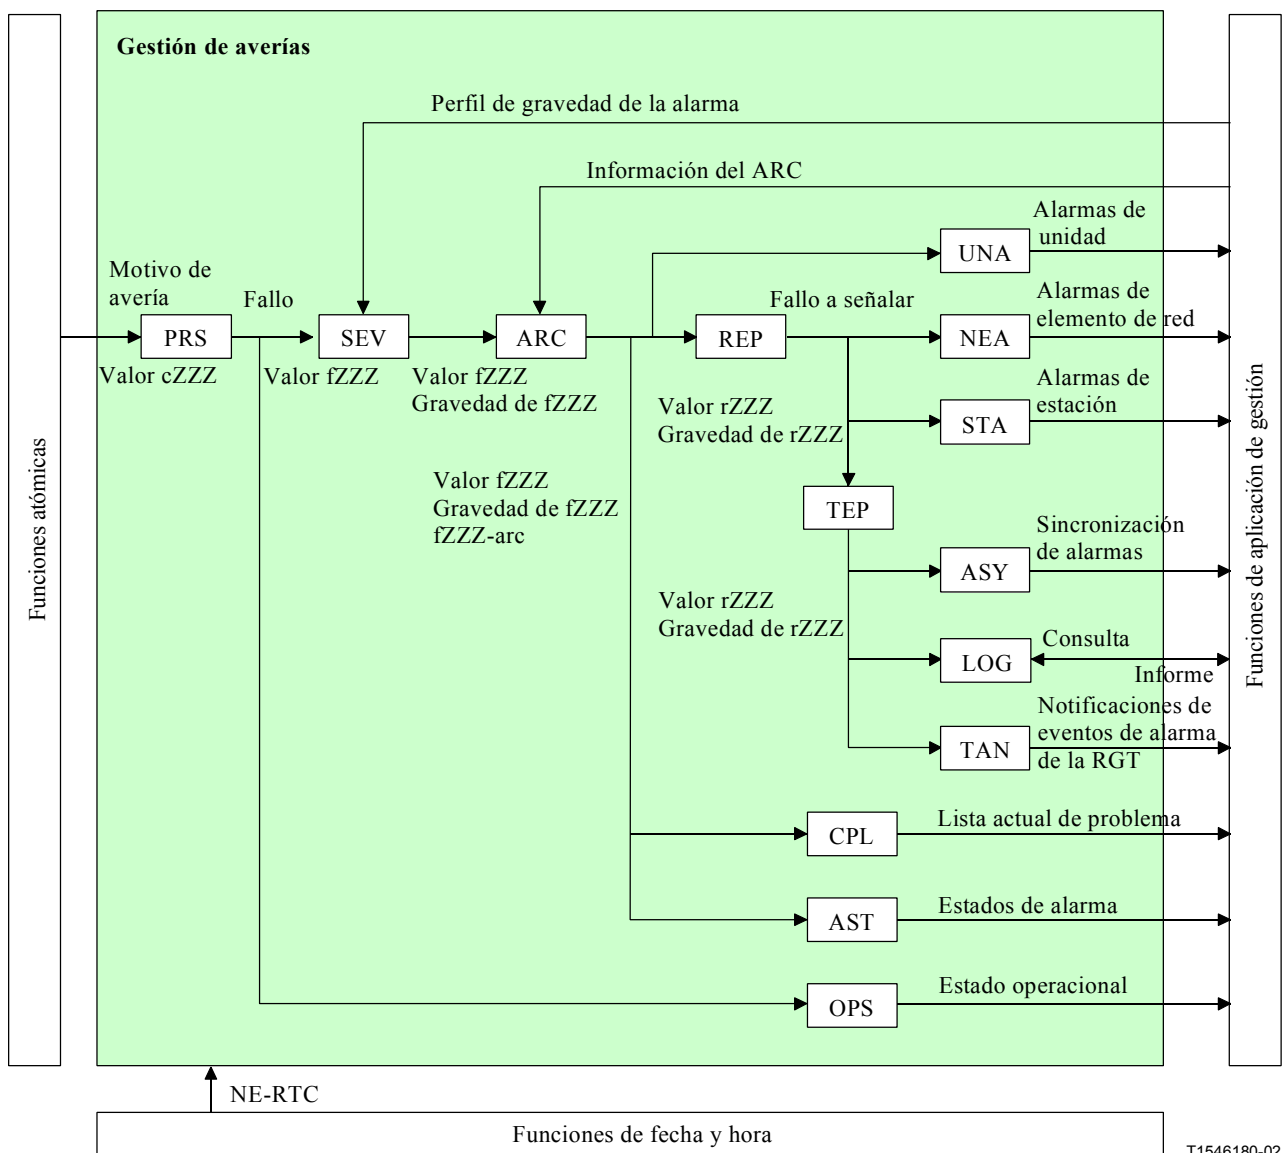 Gestión de averías
Perfil de gravedad de la alarma
Información del ARC
Alarmas de
unidad
UNA
Motivo de
avería
Fallo
Fallo a señalar
Alarmas de
elemento de red
PRS
SEV
ARC
REP
NEA
Valor cZZZ
Valor fZZZ
Valor fZZZ
Gravedad de fZZZ
Alarmas de
estación
Valor rZZZ
Gravedad de rZZZ
STA
Valor fZZZ
Gravedad de fZZZ
fZZZ-arc
TEP
Sincronización
de alarmas
ASY
Valor rZZZ
Gravedad de rZZZ
Consulta
LOG
Informe
Notificaciones de
eventos de alarma
de la RGT
TAN
Lista actual de problema
CPL
Estados de alarma
AST
Estado operacional
OPS
Funciones atómicas
Funciones de aplicación de gestión
NE-RTC
Funciones de fecha y hora
T1546180-02